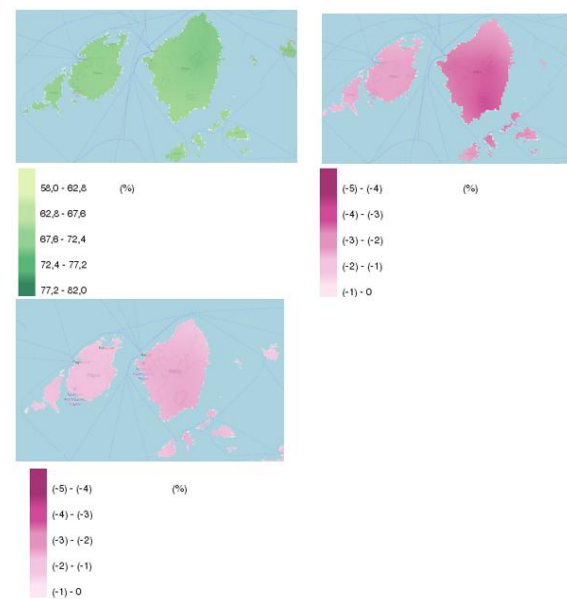 58,0 - 62,8 (%)
62,8 - 67,6
67,6 - 72,4
72,4 - 77,2
77,2 - 82,0
(-5) - (-4) (%)
(-4) - (-3)
(-3) - (-2)
(-2) - (-1)
(-1) - 0
(-5) - (-4) (%)
(-4) - (-3)
(-3) - (-2)
(-2) - (-1)
(-1) - 0